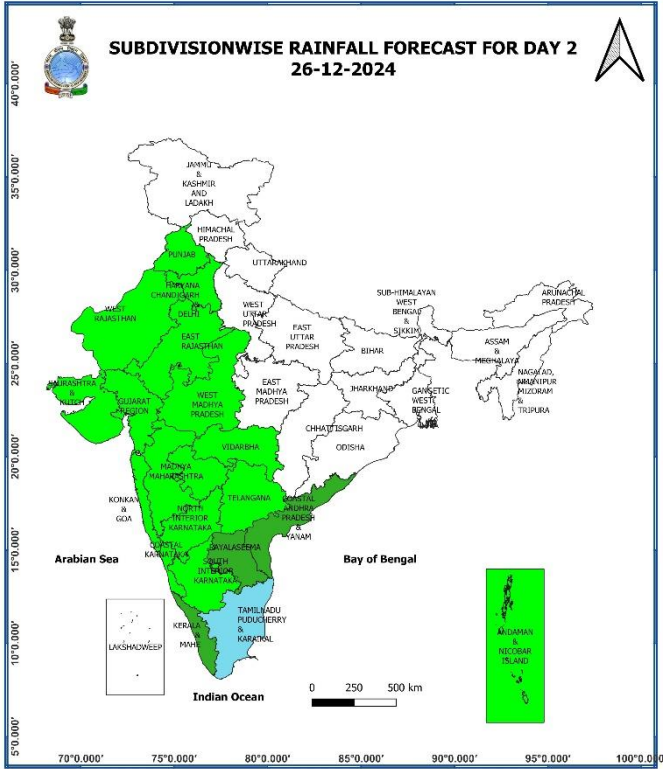 SUBDIVISIONWISE RAINFALL FORECAST FOR DAY 2
26-12-2024
40°0.000'
35°0.000'
30°0.000'
25°0.000'
20°0.000'
15°0.000'
10°0.000'
5°0.000'
JAMMU
&
KASHMIR
AND
LADAKH
HIMACHAL
PRADESH
PUNJAB
UTTARAKHAND
HARYANA
CHANDIGARH
DELHI
WEST
RAJASTHAN
EAST
RAJASTHAN
WEST
UTTAR
PRADESH
EAST
UTTAR
PRADESH
SUB-HIMALAYAN
WEST
BENGAL
&
SIKKIM
ARUNACHAL
PRADESH
ASSAM
&
MEGHALAYA
BIHAR
MIZORAM
&
TRIPURA
SAURASHTRA
&
KUTCH
GUJARAT
REGION
WEST
MADHYA
PRADESH
EAST
MADHYA
PRADESH
JHARKHAND
GANGETIC
WEST
BENGAL
CHHATTISGARH
ODISHA
VIDARBHA
MADHYA
MAHARASHTRA
KONKAN
&
GOA
TELANGANA
NORTH
INTERIOR
KARNATAKA
COASTAL
ANDHRA
PRADESH
&
YANAM
COASTAL
KARNATAKA
RAYALASEEMA
SOUTH
INTERIOR
KARNATAKA
Arabian Sea
Bay of Bengal
KERALA
&
MAHE
TAMILNADU
PUDUCHERRY
&
KARAIKAL
LAKSHADWEEP
ANDAMAN
&
NICOBAR
ISLAND
Indian Ocean
0 250 500 km
70°0.000' 75°0.000' 80°0.000' 85°0.000' 90°0.000' 95°0.000' 100°0.000'